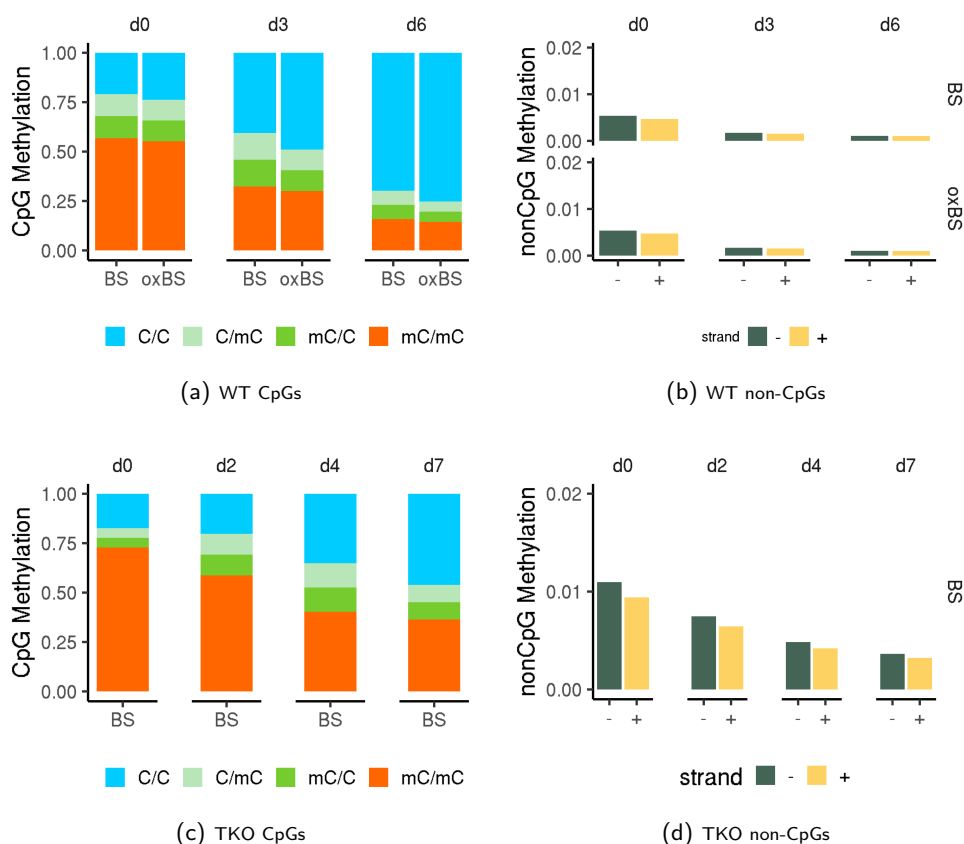 d0 d3 d6
CpG Methylation
1.00
0.75
0.50
0.25
0.00
BS oxBS BS oxBS BS oxBS
C/C C/mC mC/C mC/mC
(a) WT CpGs
d0 d3 d6
nonCpG Methylation
0.02
0.01
0.00
BS
0.02
0.01
0.00
oxBS
- + - + - +
strand - +
(b) WT non-CpGs
d0 d2 d4 d7
CpG Methylation
1.00
0.75
0.50
0.25
0.00
BS BS BS BS
C/C C/mC mC/C mC/mC
(c) TKO CpGs
d0 d2 d4 d7
nonCpG Methylation
0.02
0.01
0.00
BS
- + - + - + - +
strand - +
(d) TKO non-CpGs